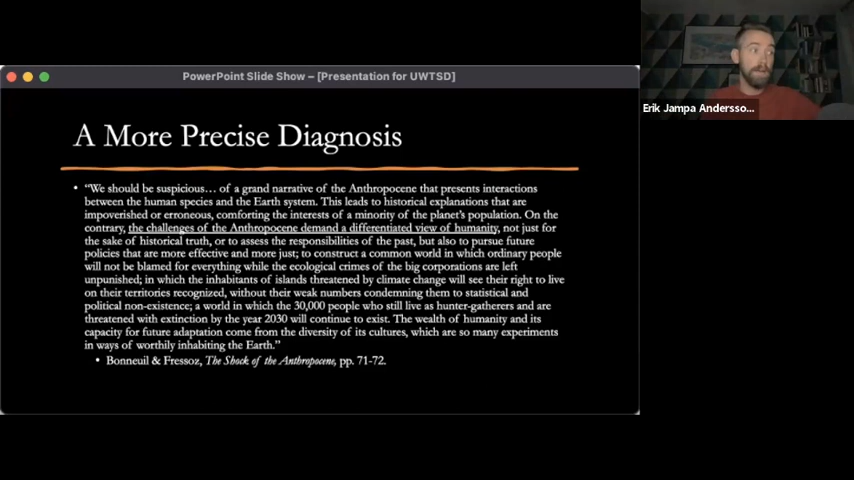 PowerPoint Slide Show – [Presentation for UWTSD]
Erik Jampa Andersso...
A More Precise Diagnosis
• "We should be suspicious… of a grand narrative of the Anthropocene that presents interactions
between the human species and the Earth system. This leads to historical explanations that are
impoverished or erroneous, comforting the interests of a minority of the planet's population. On the
contrary, the challenges of the Anthropocene demand a differentiated view of humanity, not just for
the sake of historical truth, or to assess the responsibilities of the past, but also to pursue future
policies that are more effective and more just; to construct a common world in which ordinary people
will not be blamed for everything while the ecological crimes of the big corporations are left
unpunished; in which the inhabitants of islands threatened by climate change will see their right to live
on their territories recognized, without their weak numbers condemning them to statistical and
political non-existence; a world in which the 30,000 people who still live as hunter-gatherers and are
threatened with extinction by the year 2030 will continue to exist. The wealth of humanity and its
capacity for future adaptation come from the diversity of its cultures, which are so many experiments
in ways of worthily inhabiting the Earth."
• Bonneuil & Fressoz, The Shock of the Anthropocene, pp. 71-72.